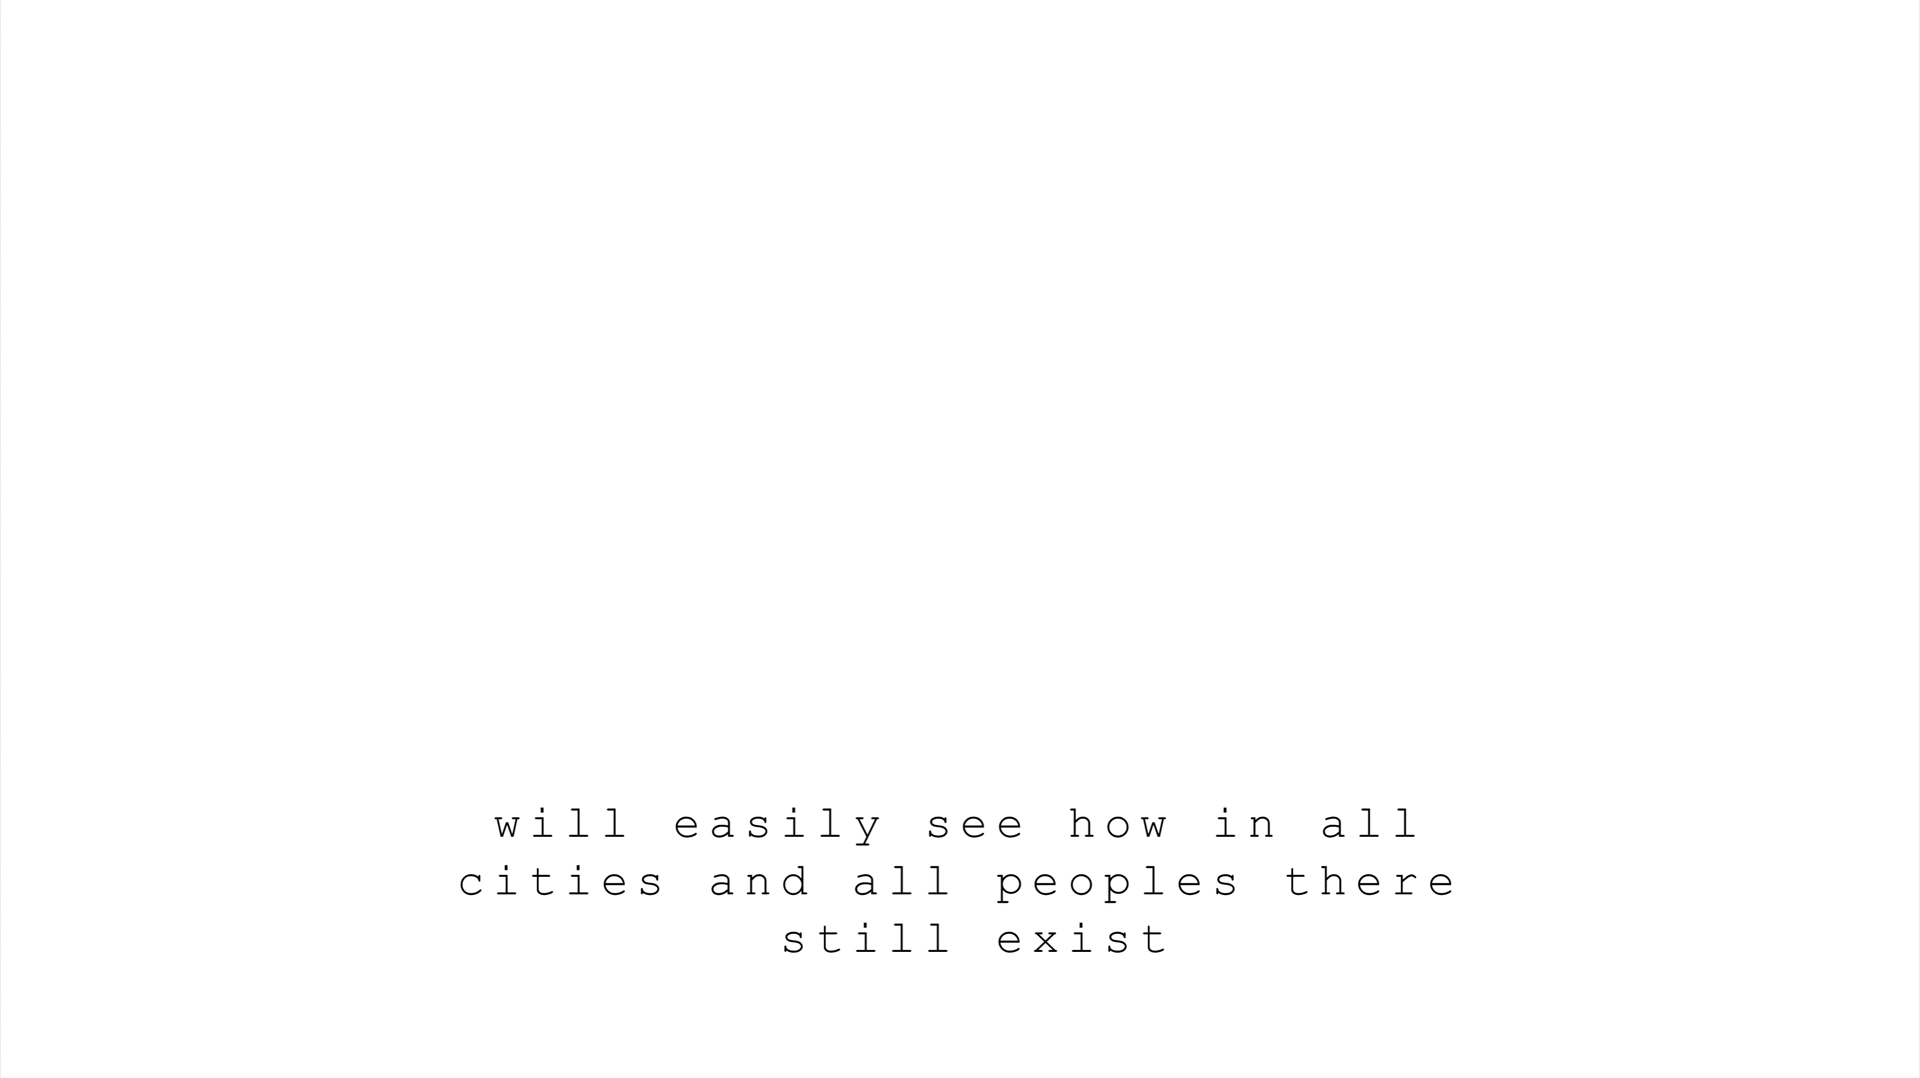 will easily see how in all
cities and all peoples there
still exist